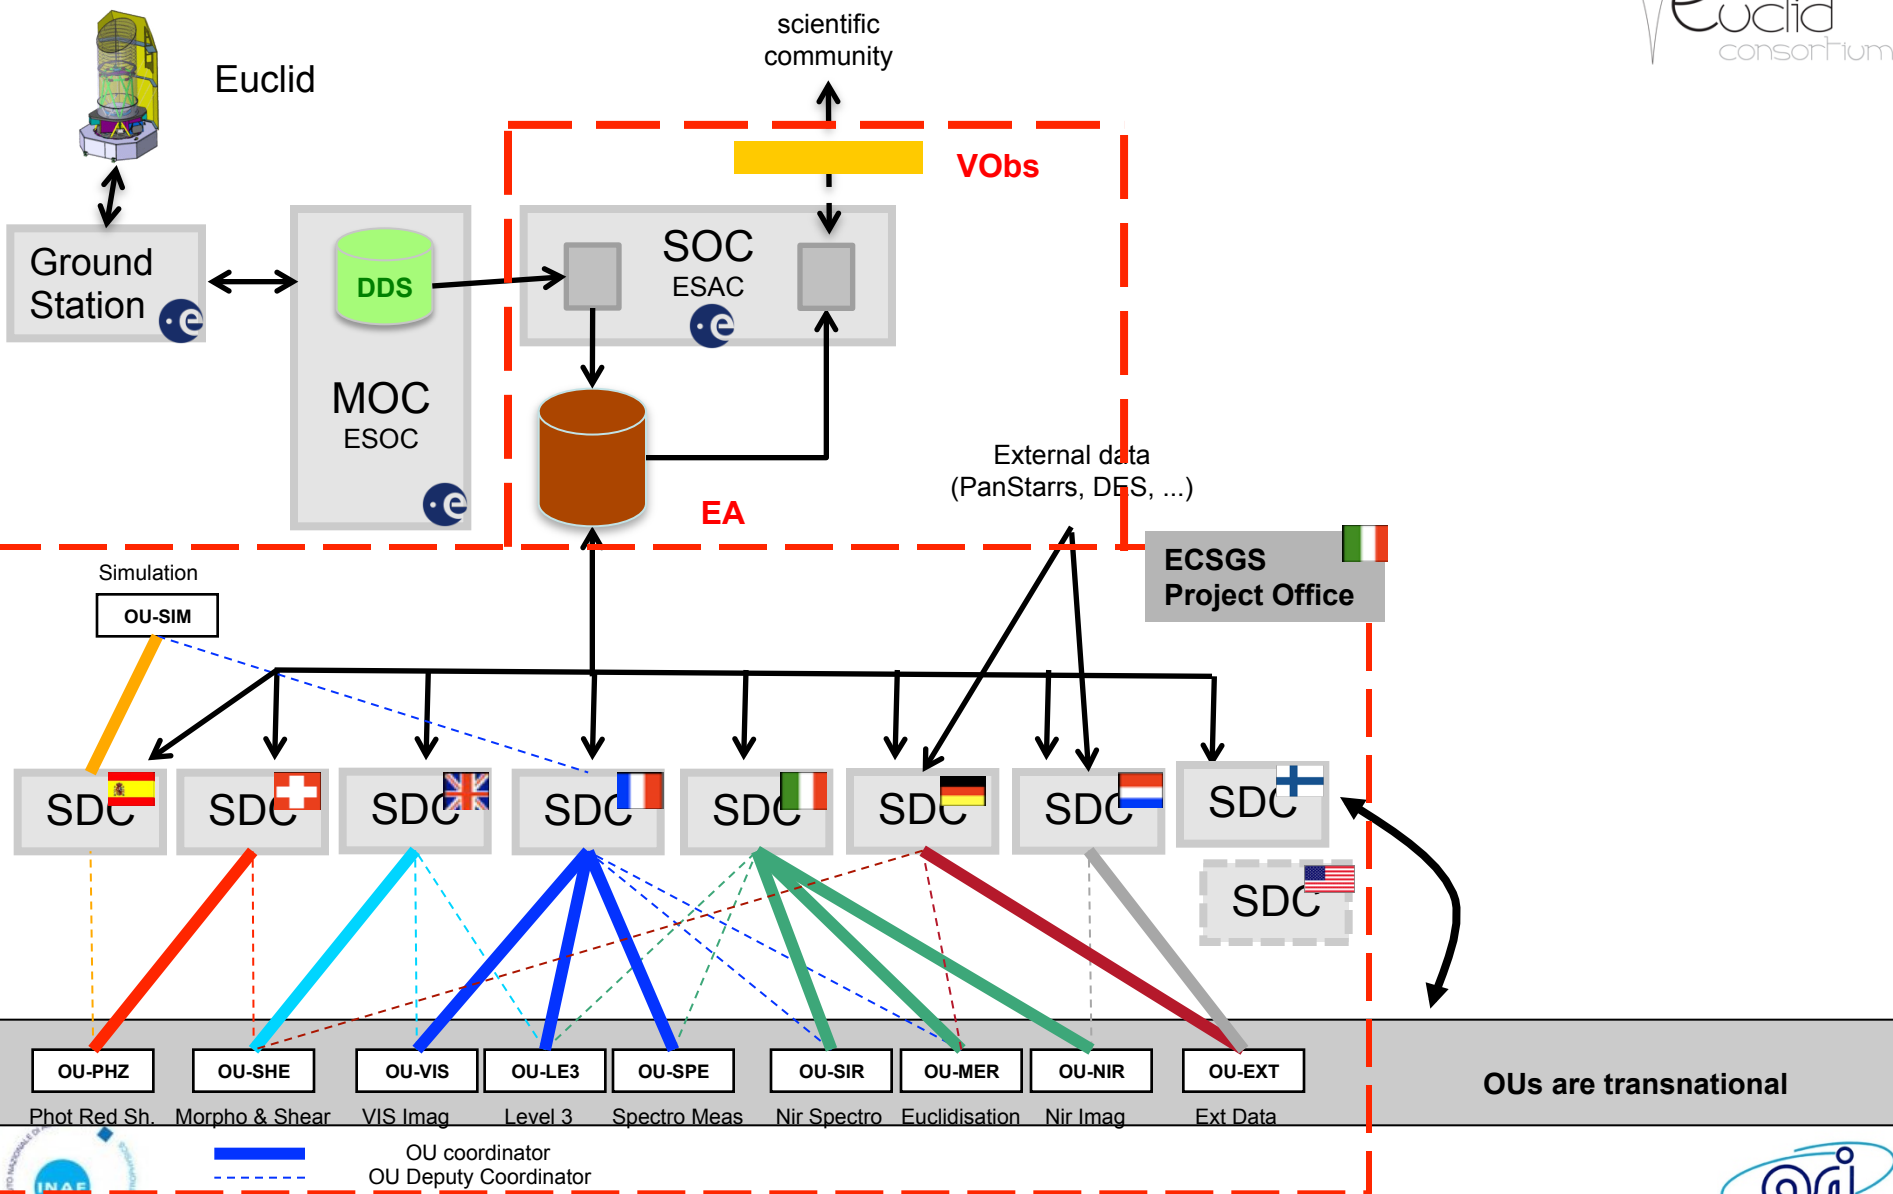 scientific
community
Euclid
consortium
Euclid
VObs
Ground
Station
DDS
SOC
ESAC
MOC
ESOC
EA
External data
(PanStarrs, DES, ...)
ECSGS
Project Office
Simulation
OU-SIM
SDC
SDC
SDC
SDC
SDC
SDC
SDC
SDC
SDC
OU-PHZ
OU-SHE
OU-VIS
OU-LE3
OU-SPE
OU-SIR
OU-MER
OU-NIR
OU-EXT
OUs are transnational
Phot Red Sh.
Morpho & Shear
VIS Imag
Level 3
Spectro Meas
Nir Spectro
Euclidisation
Nir Imag
Ext Data
OU coordinator
OU Deputy Coordinator
INAF